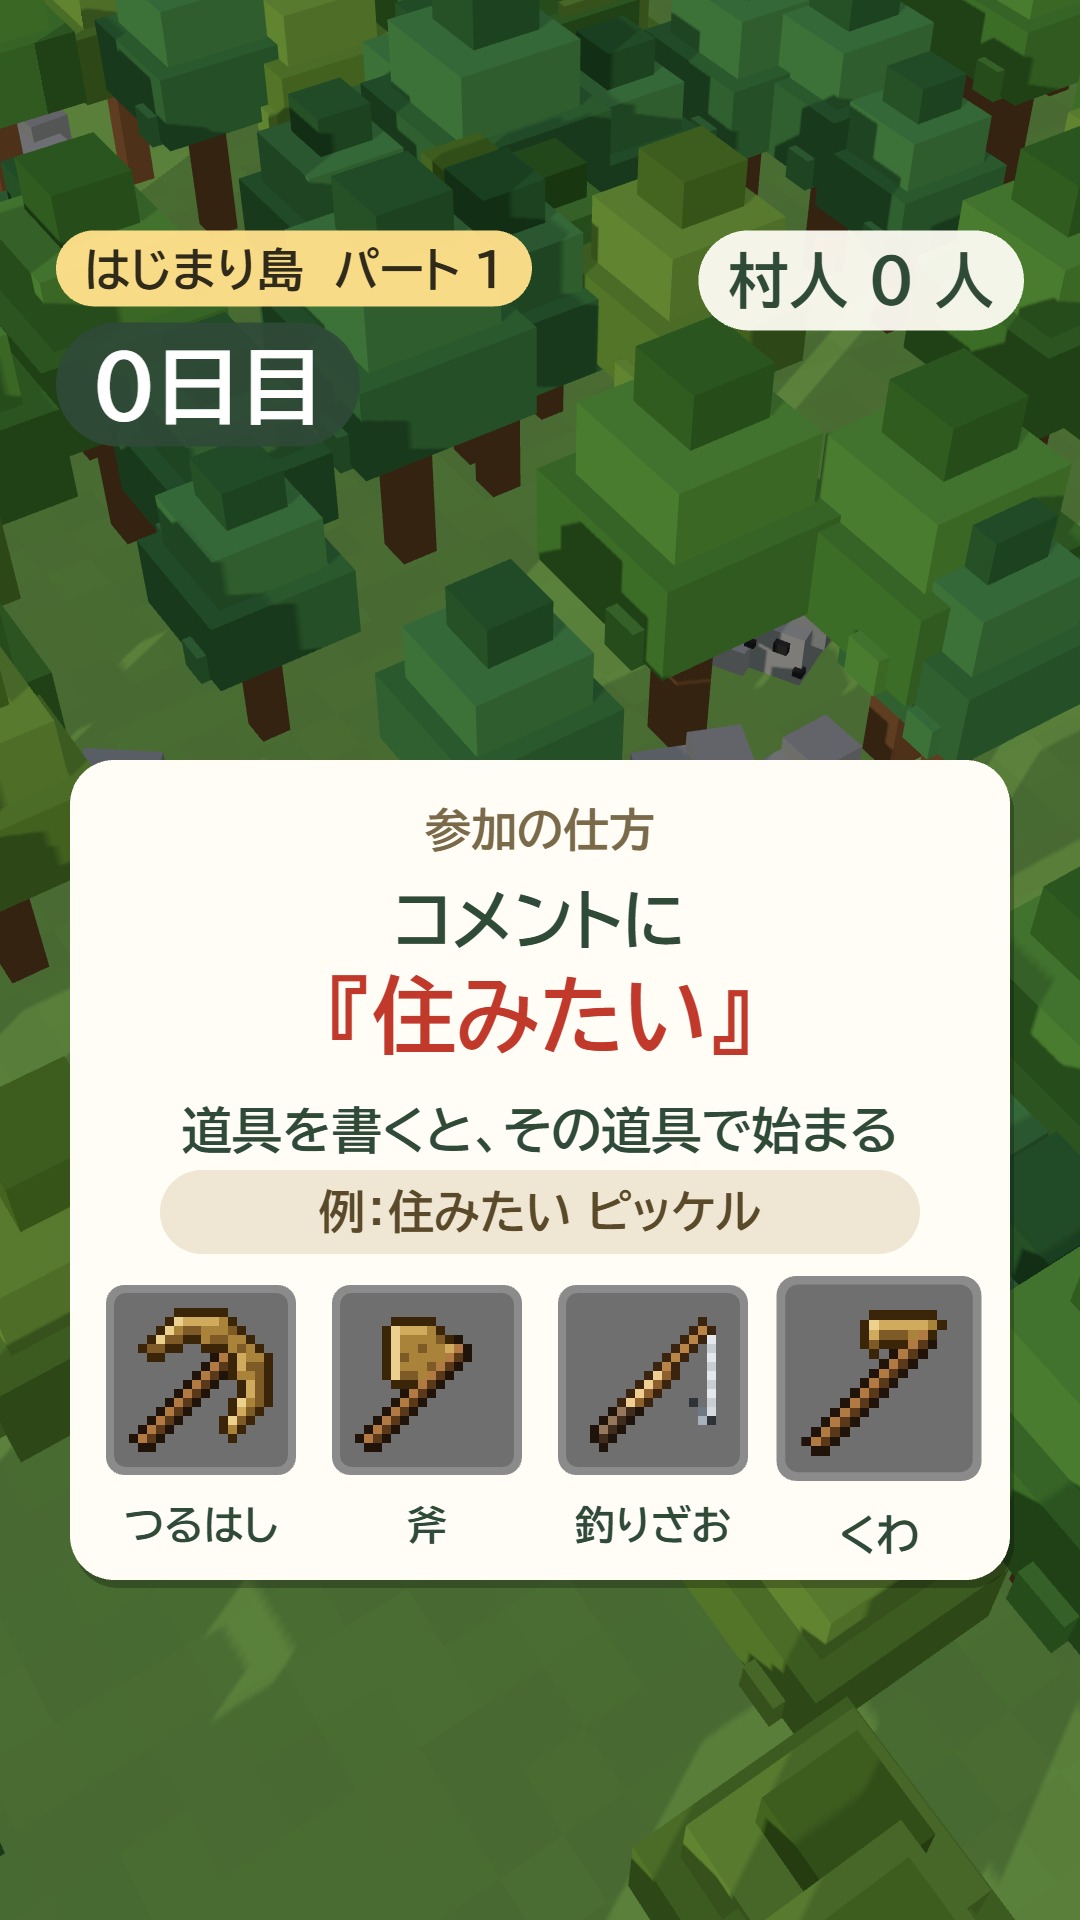 はじまり島 パート 1
村人 0 人
0日目
参加の仕方
コメントに
『住みたい』
道具を書くと、その道具で始まる
例：住みたい ピッケル
つるはし
斧
釣りざお
くわ